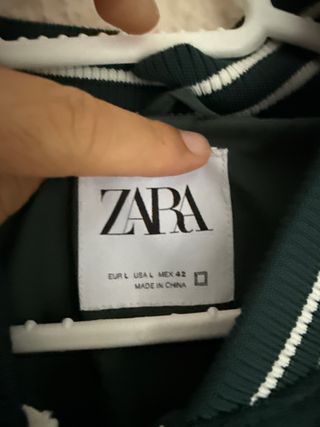 ZARA
EUR L USA L MEX 42
MADE IN CHINA